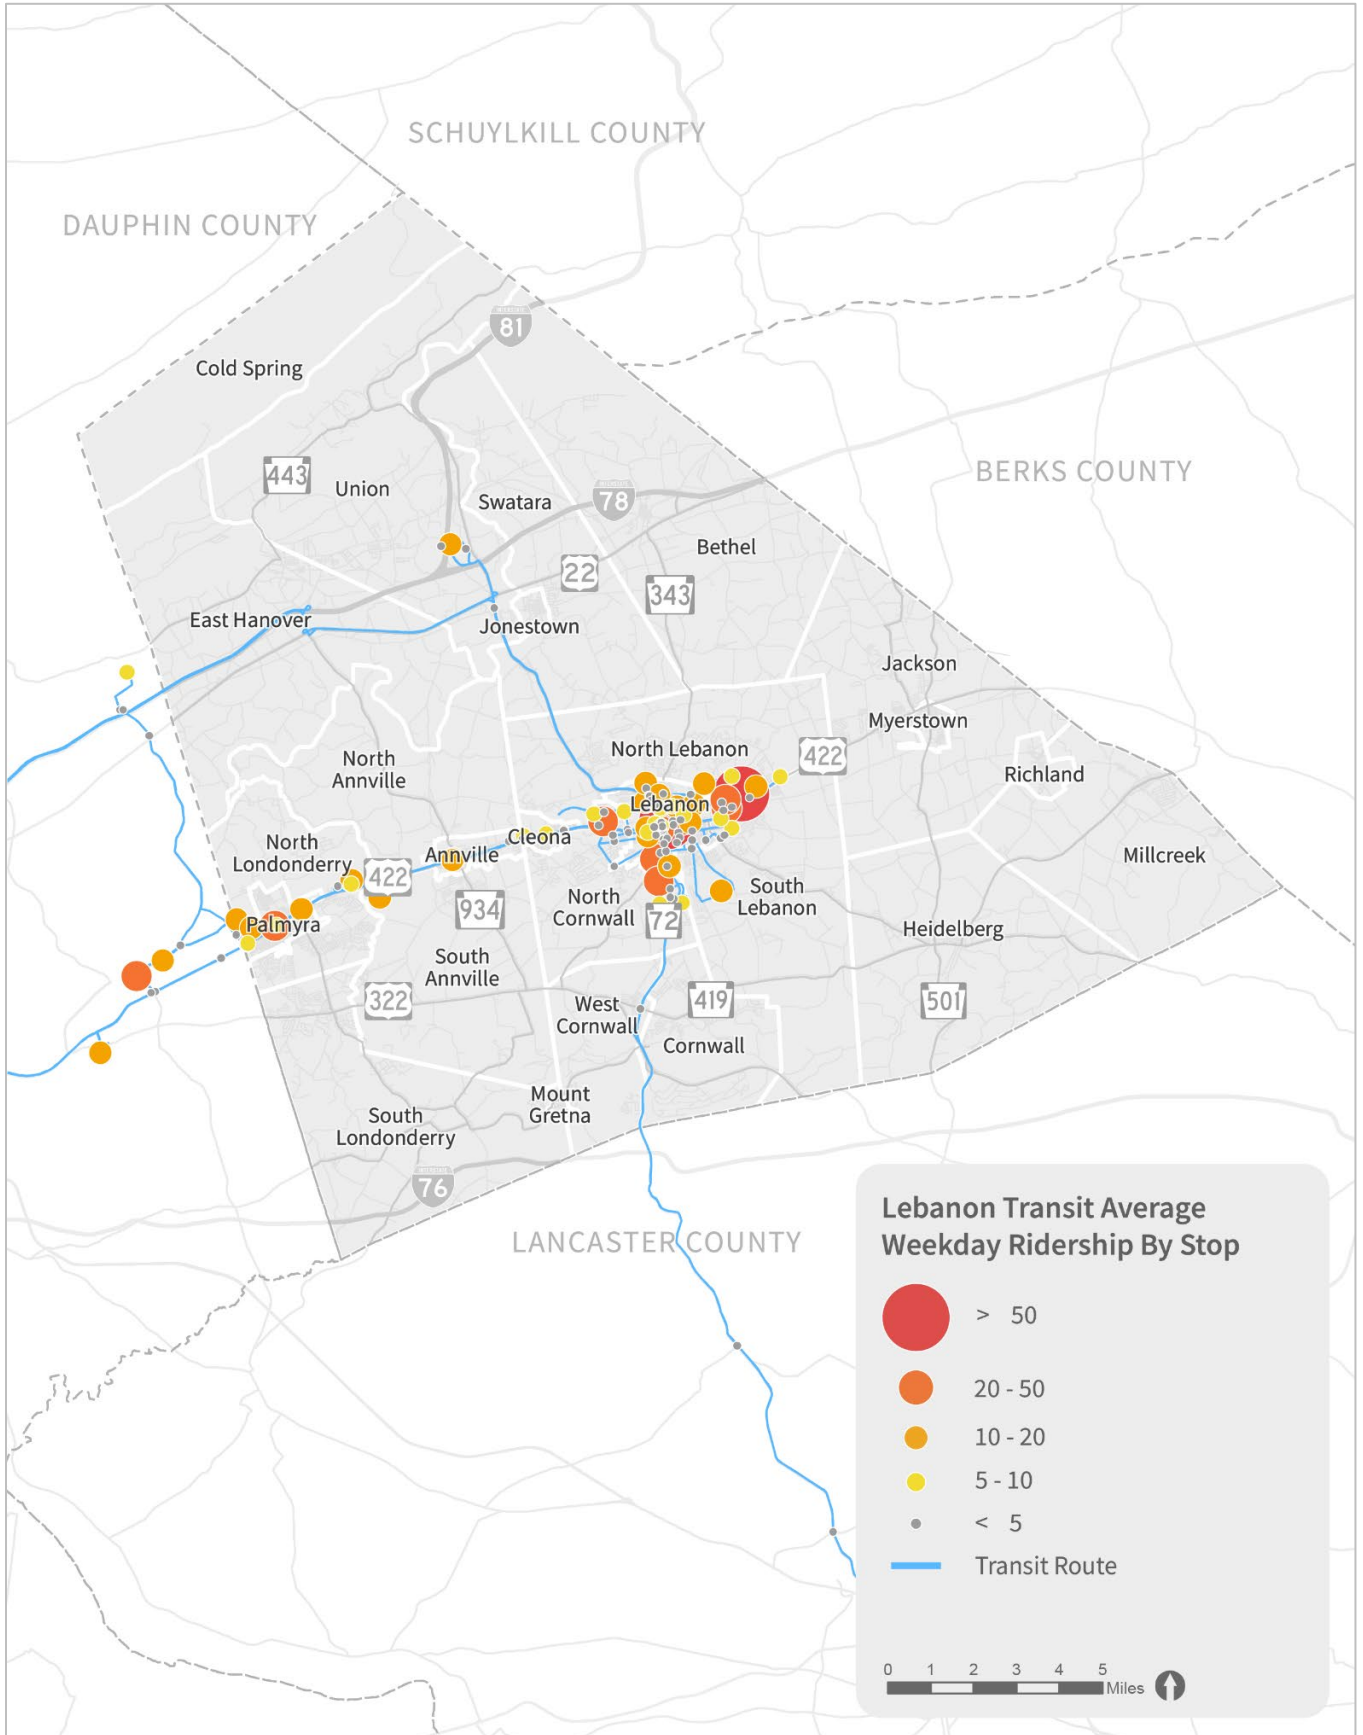 SCHUYLKILL COUNTY
DAUPHIN COUNTY
81
Cold Spring
BERKS COUNTY
443
Union
Swatara
78
Bethel
22
343
East Hanover
Jonestown
Jackson
Myerstown
North Lebanon
422
North
Annville
Richland
Lebanon
Cleona
North
Londonderry
Annville
Millcreek
422
934
North
Cornwall
South
Lebanon
72
Palmyra
Heidelberg
South
Annville
322
419
501
West
Cornwall
Cornwall
Mount
Gretna
South
Londonderry
76
LANCASTER COUNTY
Lebanon Transit Average
Weekday Ridership By Stop
> 50
20 - 50
10 - 20
5 - 10
< 5
Transit Route
0 1 2 3 4 5
Miles